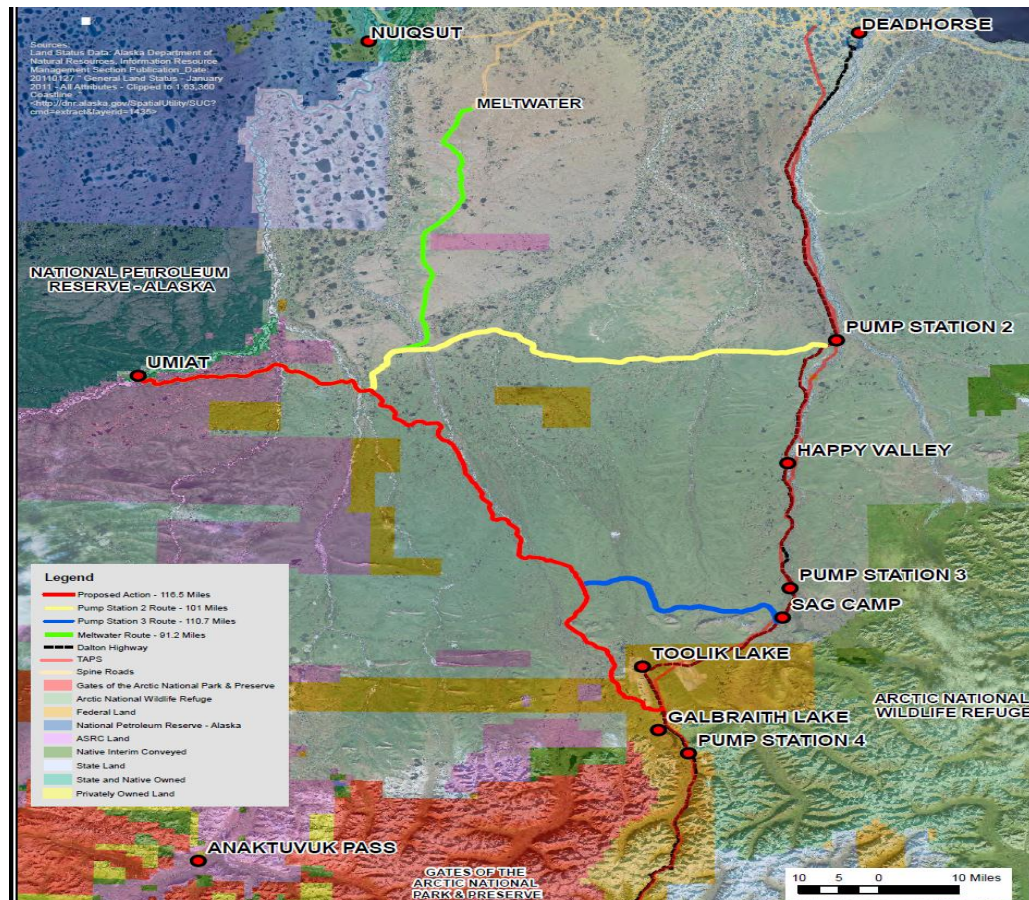 NUIQSUT
DEADHORSE
Sources:
Land Status Data: Alaska Department of
Natural Resources, Information Resource
Management Section Publication_Date:
20110127 " General Land Status - January
2011 - All Attributes - Clipped to 1:63,360
Coastline "
<http://dnr.alaska.gov/SpatialUtility/SUC?
cmd=extract&layerid=1436>
MELTWATER
NATIONAL PETROLEUM
RESERVE - ALASKA
PUMP STATION 2
UMIAT
HAPPY VALLEY
PUMP STATION 3
SAG CAMP
TOOLIK LAKE
ARCTIC NATIONAL
WILDLIFE REFUGE
GALBRAITH LAKE
PUMP STATION 4
Legend
Proposed Action - 116.5 Miles
Pump Station 2 Route - 101 Miles
Pump Station 3 Route - 110.7 Miles
Meltwater Route - 91.2 Miles
Dalton Highway
TAPS
Spine Roads
Gates of the Arctic National Park & Preserve
Arctic National Wildlife Refuge
Federal Land
National Petroleum Reserve - Alaska
ASRC Land
Native Interim Conveyed
State Land
State and Native Owned
Privately Owned Land
ANAKTUVUK PASS
GATES OF THE
ARCTIC NATIONAL
PARK & PRESERVE
10 5 0 10 Miles